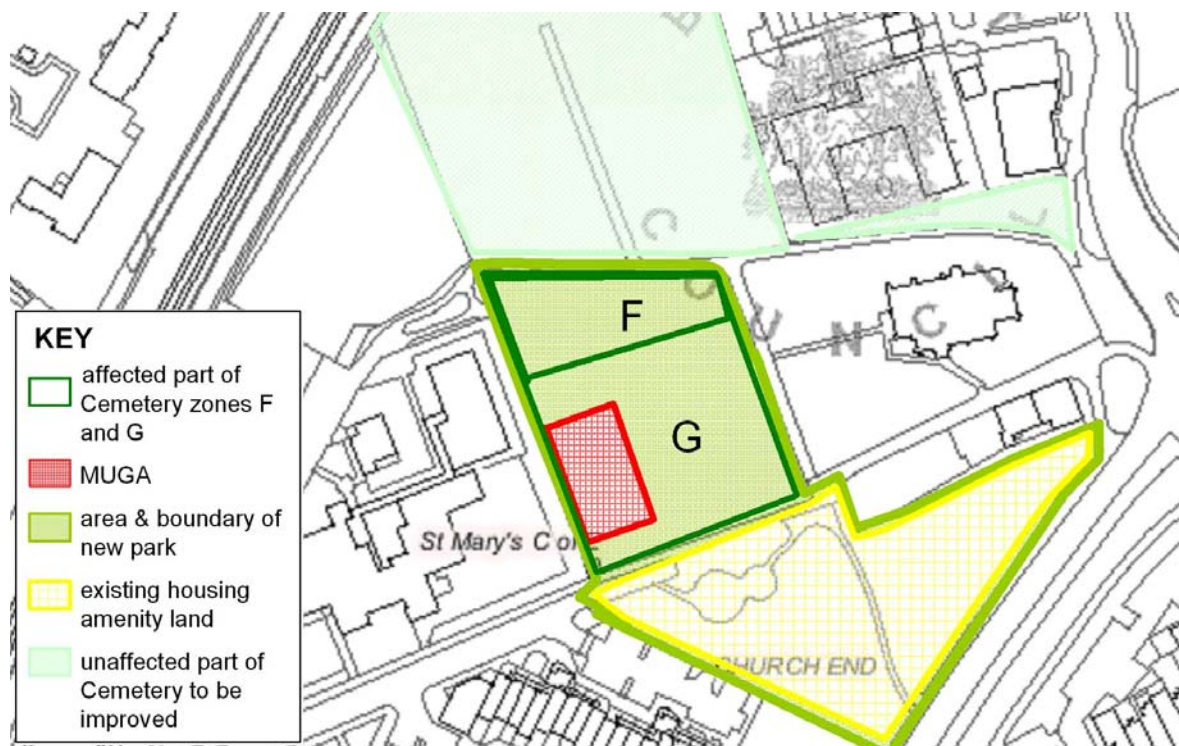 B
C
O
U
N
C
I
L
F
G
KEY
affected part of
Cemetery zones F
and G
MUGA
area & boundary of
new park
existing housing
amenity land
unaffected part of
Cemetery to be
improved
St Mary's C
CHURCH END